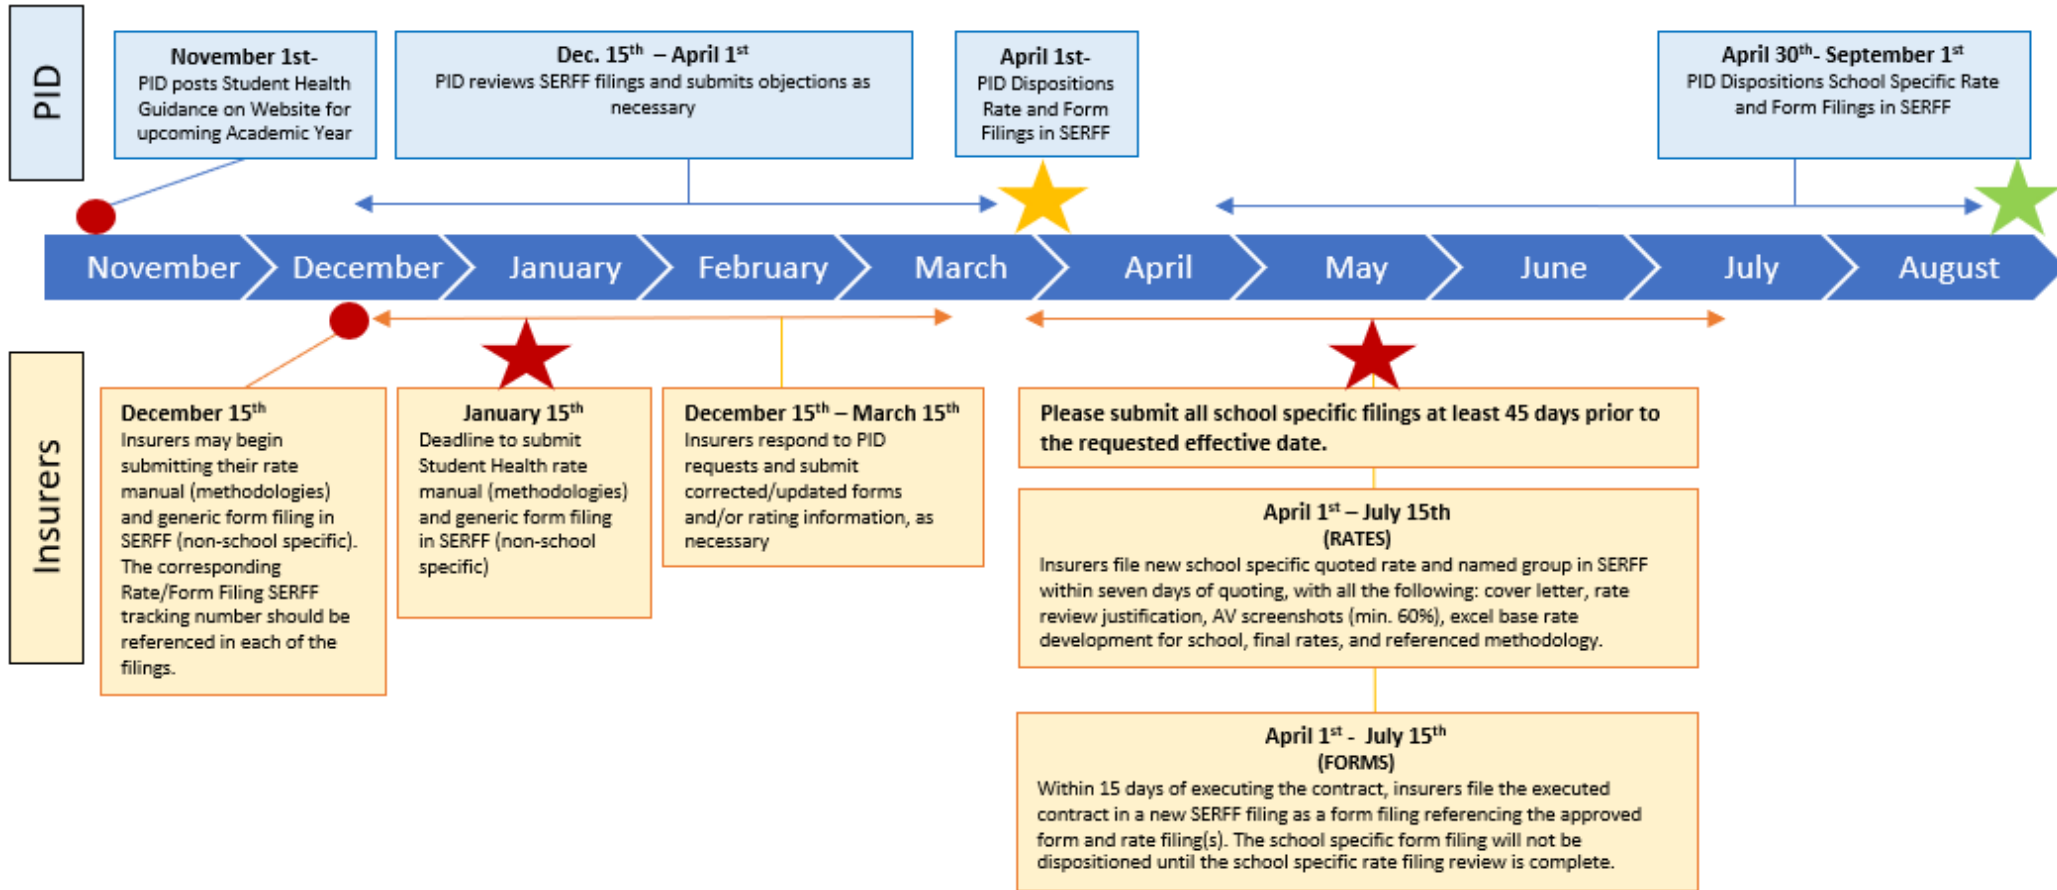 PID
November 1st-
PID posts Student Health
Guidance on Website for
upcoming Academic Year
Dec. 15th – April 1st
PID reviews SERFF filings and submits objections as
necessary
April 1st-
PID Dispositions
Rate and Form
Filings in SERFF
April 30th- September 1st
PID Dispositions School Specific Rate
and Form Filings in SERFF
November
December
January
February
March
April
May
June
July
August
Insurers
December 15th
Insurers may begin
submitting their rate
manual (methodologies)
and generic form filing in
SERFF (non-school specific).
The corresponding
Rate/Form Filing SERFF
tracking number should be
referenced in each of the
filings.
January 15th
Deadline to submit
Student Health rate
manual (methodologies)
and generic form filing
in SERFF (non-school
specific)
December 15th – March 15th
Insurers respond to PID
requests and submit
corrected/updated forms
and/or rating information, as
necessary
Please submit all school specific filings at least 45 days prior to
the requested effective date.
April 1st – July 15th
(RATES)
Insurers file new school specific quoted rate and named group in SERFF
within seven days of quoting, with all the following: cover letter, rate
review justification, AV screenshots (min. 60%), excel base rate
development for school, final rates, and referenced methodology.
April 1st - July 15th
(FORMS)
Within 15 days of executing the contract, insurers file the executed
contract in a new SERFF filing as a form filing referencing the approved
form and rate filing(s). The school specific form filing will not be
dispositioned until the school specific rate filing review is complete.